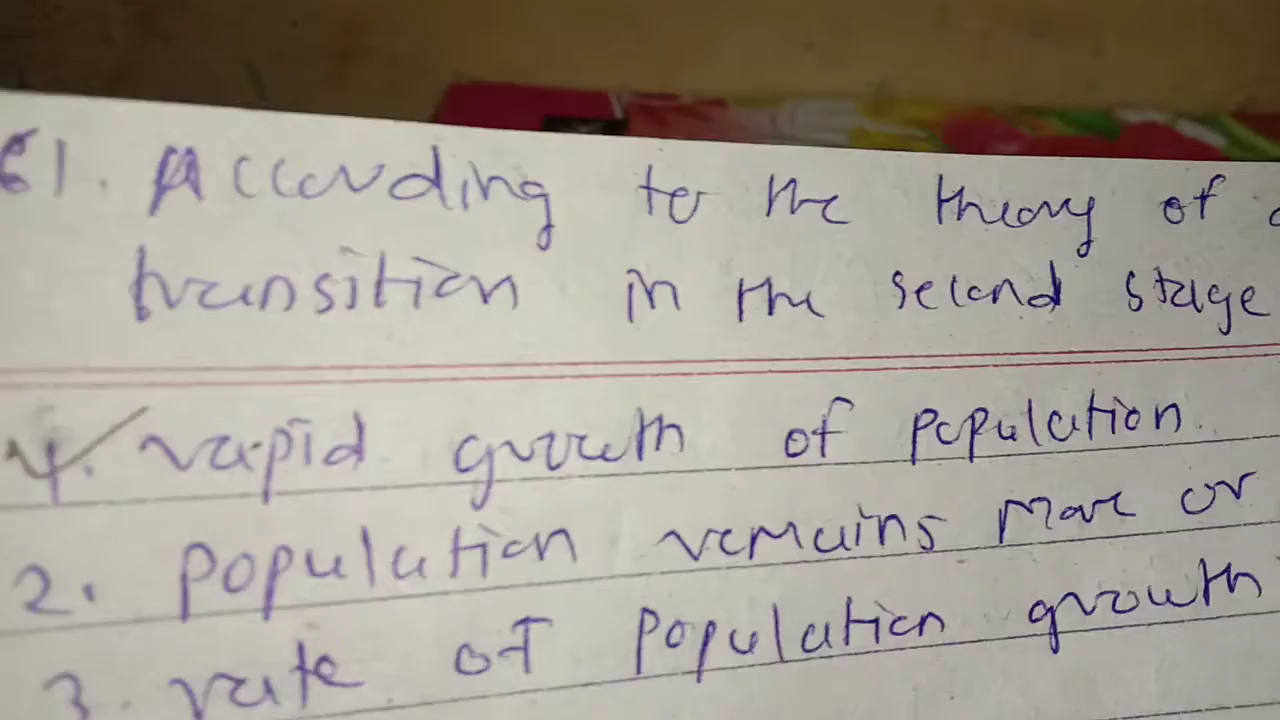 61. According to the theory of
transition in the second stage
1. rapid growth of population.
2. population remains more or
3. rate of population growth